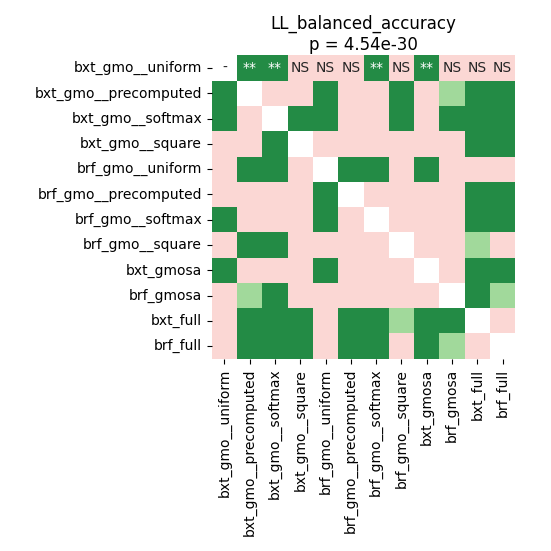 LL_balanced_accuracy
p = 4.54e-30
bxt_gmo__uniform - ** ** NS NS NS ** NS ** NS NS NS
bxt_gmo__precomputed
bxt_gmo__softmax
bxt_gmo__square
brf_gmo__uniform
brf_gmo__precomputed
brf_gmo__softmax
brf_gmo__square
bxt_gmosa
brf_gmosa
bxt_full
brf_full
bxt_gmo__uniform
bxt_gmo__precomputed
bxt_gmo__softmax
bxt_gmo__square
brf_gmo__uniform
brf_gmo__precomputed
brf_gmo__softmax
brf_gmo__square
bxt_gmosa
brf_gmosa
bxt_full
brf_full